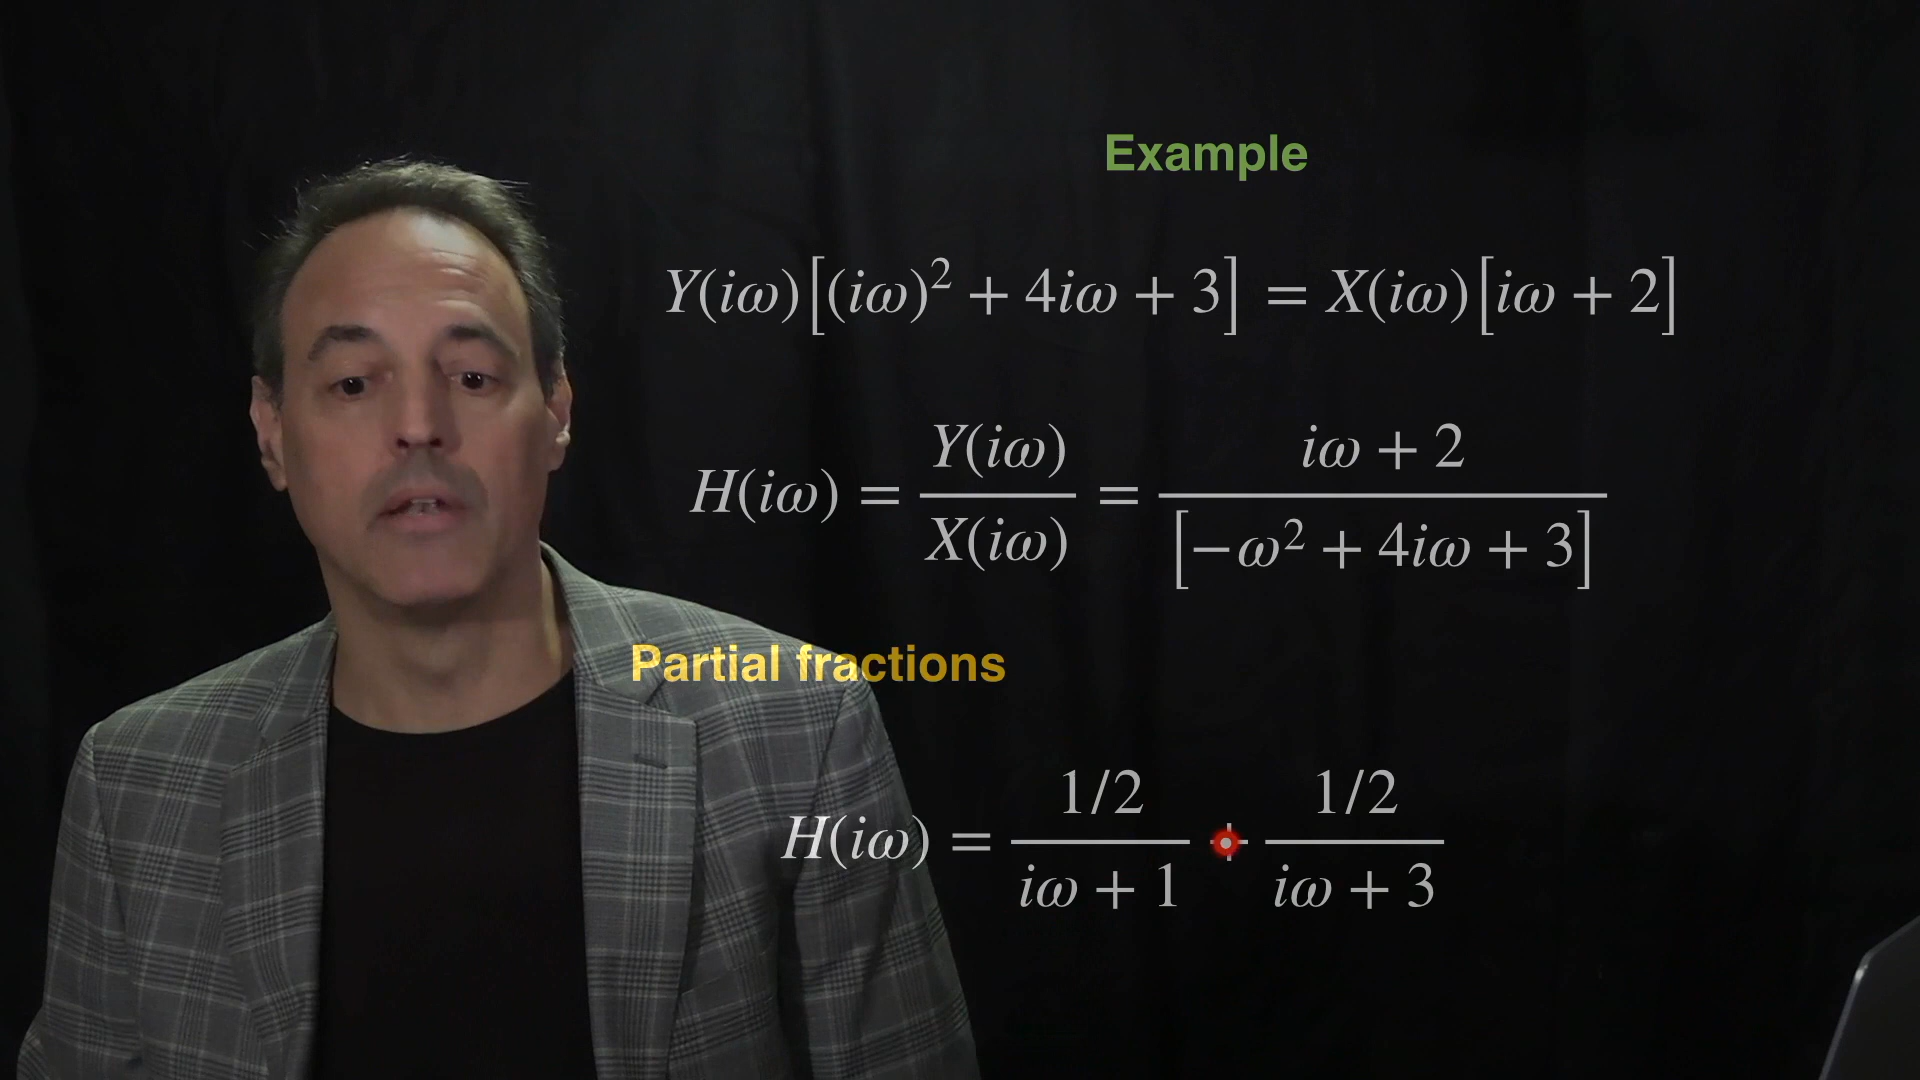 Example
Y(iω)[(iω)² + 4iω + 3] = X(iω)[iω + 2]
H(iω) = Y(iω)/X(iω) = iω + 2/[−ω² + 4iω + 3]
Partial fractions
H(iω) = 1/2/iω + 1 + 1/2/iω + 3